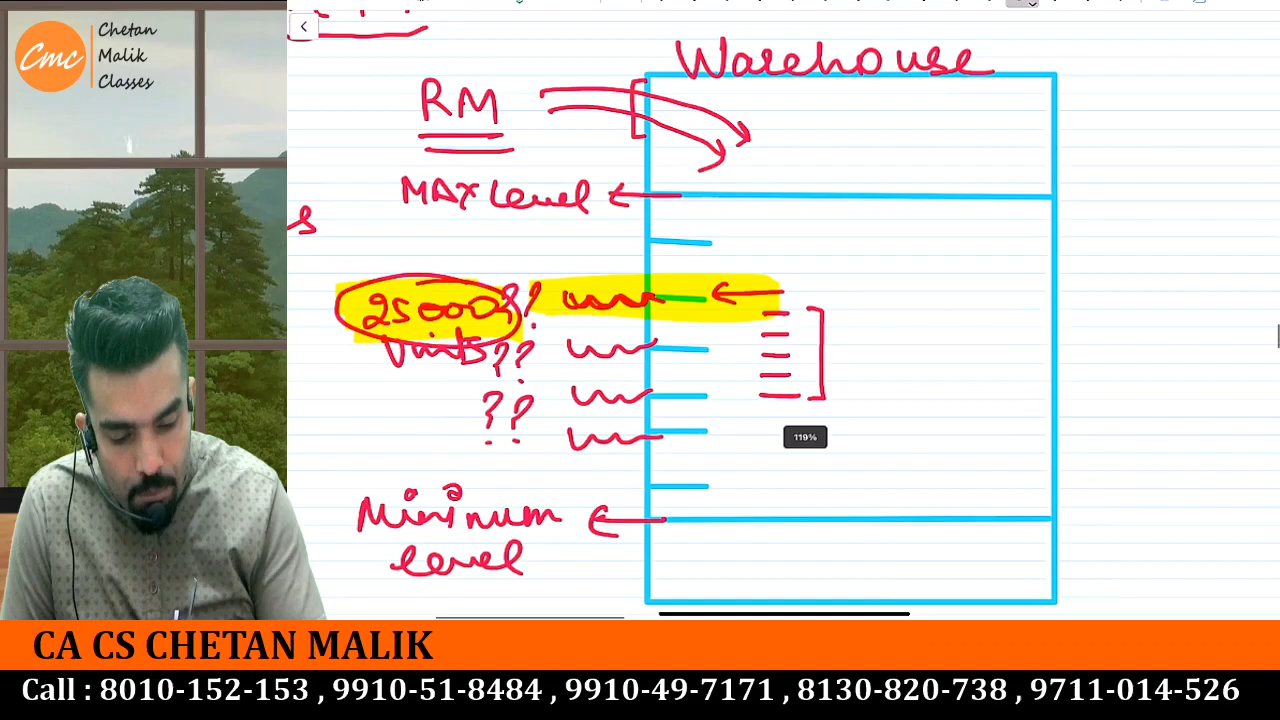 Chetan
Malik
Classes
cmc
Warehouse
RM
MAX Level
25000 ??
Units ??
??
119%
Minimum
level
CA CS CHETAN MALIK
Call : 8010-152-153 , 9910-51-8484 , 9910-49-7171 , 8130-820-738 , 9711-014-526